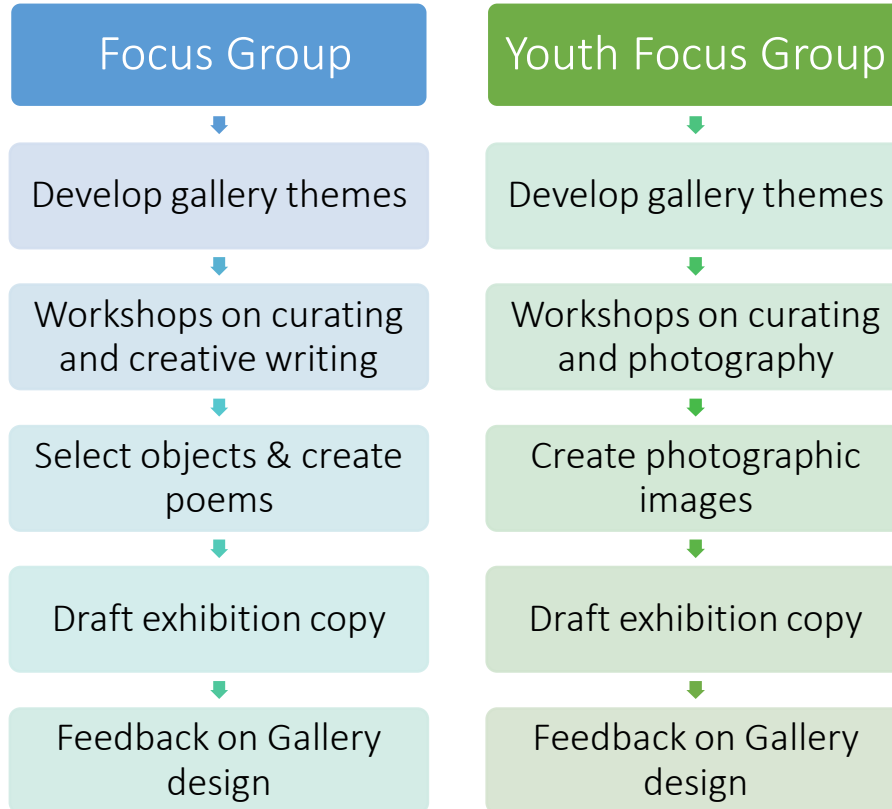 Focus Group
Develop gallery themes
Workshops on curating
and creative writing
Select objects & create
poems
Draft exhibition copy
Feedback on Gallery
design
Youth Focus Group
Develop gallery themes
Workshops on curating
and photography
Create photographic
images
Draft exhibition copy
Feedback on Gallery
design